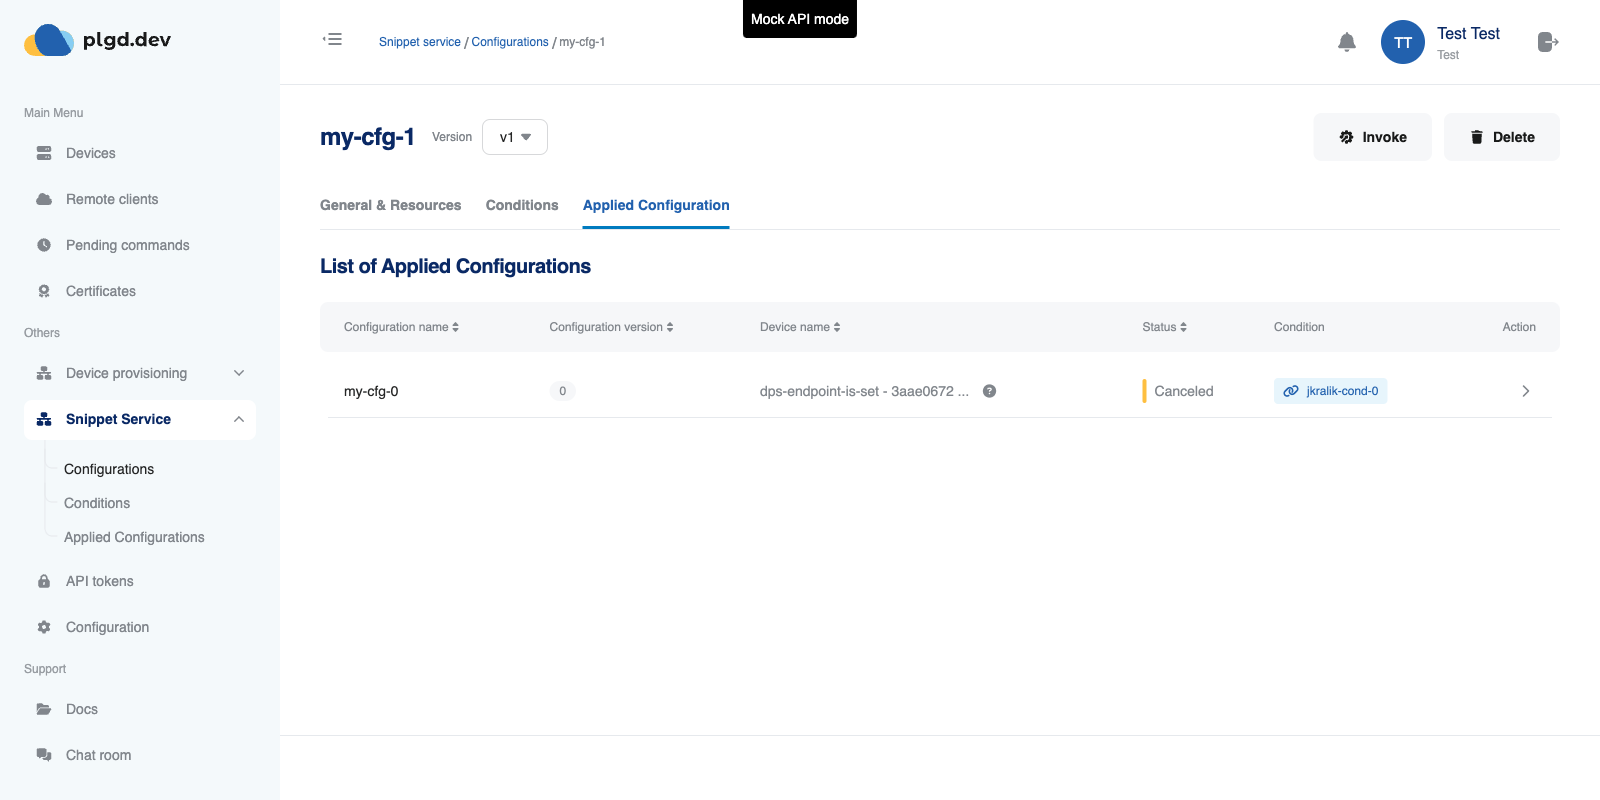 Mock API mode
plgd.dev
Snippet service / Configurations / my-cfg-1
TT
Test Test
Test
Main Menu
Devices
Remote clients
Pending commands
Certificates
Others
Device provisioning
Snippet Service
Configurations
Conditions
Applied Configurations
API tokens
Configuration
Support
Docs
Chat room
my-cfg-1
Version
v1
Invoke
Delete
General & Resources
Conditions
Applied Configuration
List of Applied Configurations
Configuration name
Configuration version
Device name
Status
Condition
Action
my-cfg-0
0
dps-endpoint-is-set - 3aae0672 ...
?
Canceled
jkralik-cond-0